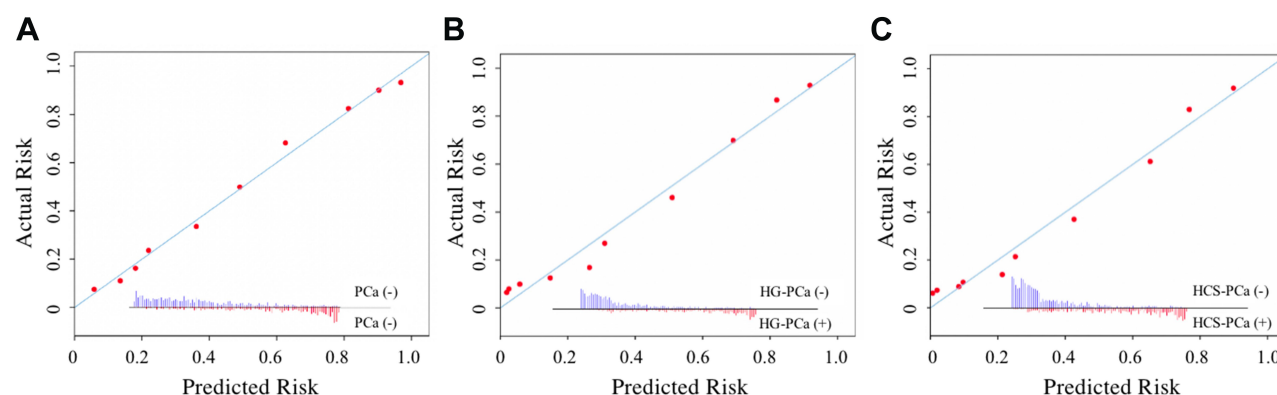 A
Actual Risk
1.0
0.8
0.6
0.4
0.2
0
PCa (-)
PCa (-)
0 0.2 0.4 0.6 0.8 1.0
Predicted Risk
B
Actual Risk
1.0
0.8
0.6
0.4
0.2
0
HG-PCa (-)
HG-PCa (+)
0 0.2 0.4 0.6 0.8 1.0
Predicted Risk
C
Actual Risk
1.0
0.8
0.6
0.4
0.2
0
HCS-PCa (-)
HCS-PCa (+)
0 0.2 0.4 0.6 0.8 1.0
Predicted Risk